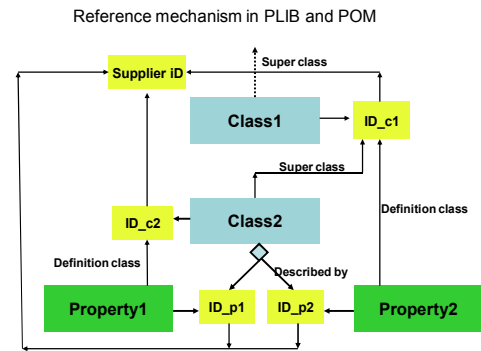 Reference mechanism in PLIB and POM
Super class
Supplier iD
Class1
ID_c1
Super class
Class2
ID_c2
Definition class
Definition class
Described by
Property1
ID_p1
ID_p2
Property2